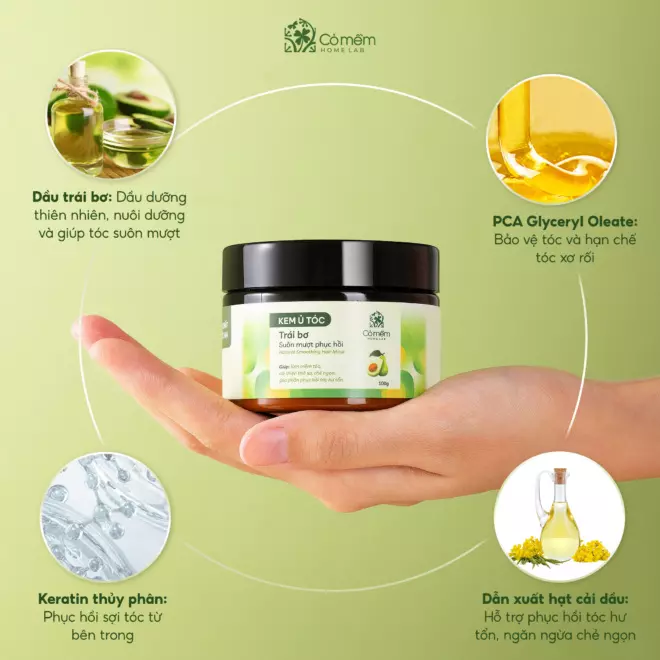 Cỏ mềm
HOME LAB
Dầu trái bơ: Dầu dưỡng
thiên nhiên, nuôi dưỡng
và giúp tóc suôn mượt
PCA Glyceryl Oleate:
Bảo vệ tóc và hạn chế
tóc xơ rối
KEM Ủ TÓC
Trái bơ
Suôn mượt phục hồi
Cỏ mềm
HOME LAB
100g
Keratin thủy phân:
Phục hồi sợi tóc từ
bên trong
Dẫn xuất hạt cải dầu:
Hỗ trợ phục hồi tóc hư
tổn, ngăn ngừa chẻ ngọn